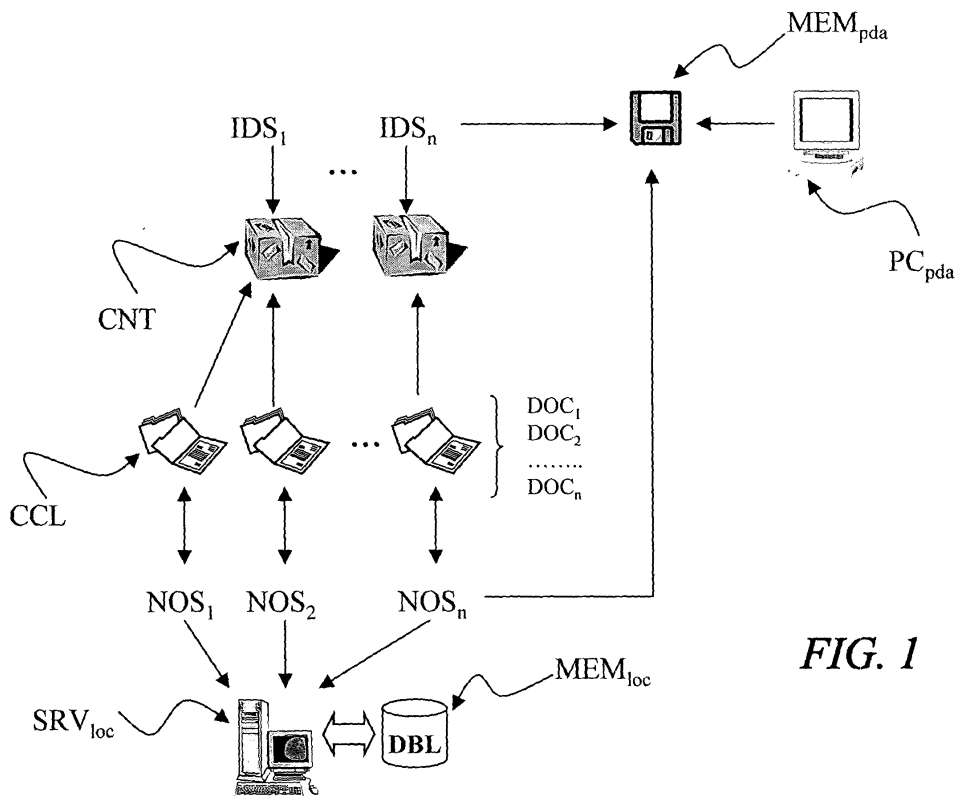 MEMpda
IDS1 ... IDSn
PCpda
CNT
DOC1
DOC2
........
DOCn
...
CCL
NOS1 NOS2 NOSn
FIG. 1
MEMloc
SRVloc
DBL